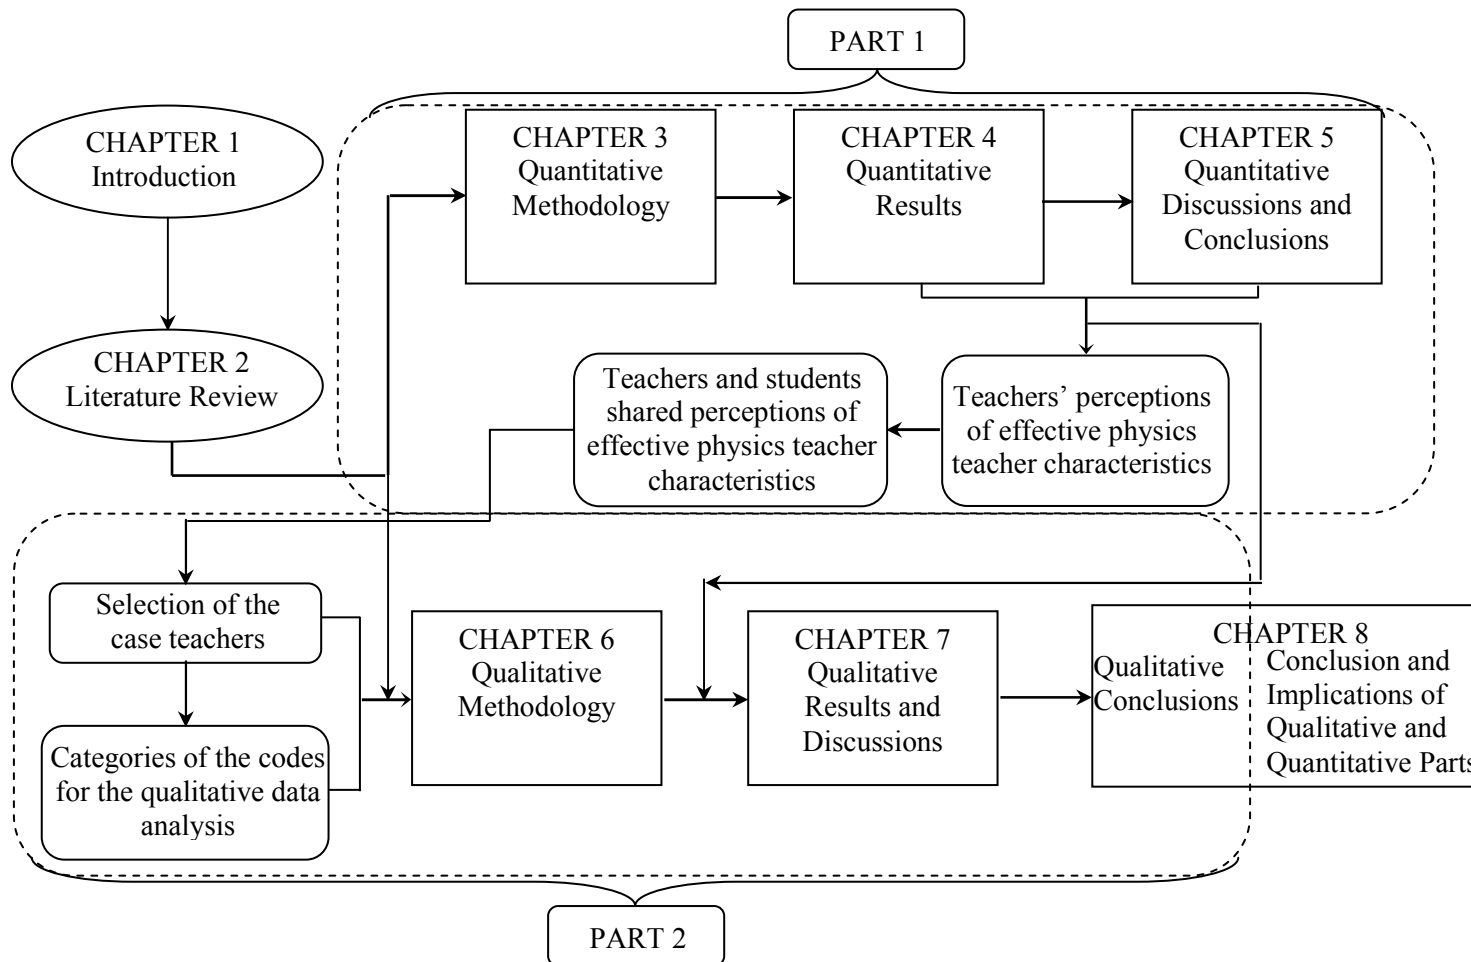 PART 1
CHAPTER 1
Introduction
CHAPTER 3
Quantitative
Methodology
CHAPTER 4
Quantitative
Results
CHAPTER 5
Quantitative
Discussions and
Conclusions
CHAPTER 2
Literature Review
Teachers and students
shared perceptions of
effective physics teacher
characteristics
Teachers’ perceptions
of effective physics
teacher characteristics
Selection of the
case teachers
Categories of the codes
for the qualitative data
analysis
CHAPTER 6
Qualitative
Methodology
CHAPTER 7
Qualitative
Results and
Discussions
CHAPTER 8
Qualitative
Conclusions
Conclusion and
Implications of
Qualitative and
Quantitative Parts
PART 2